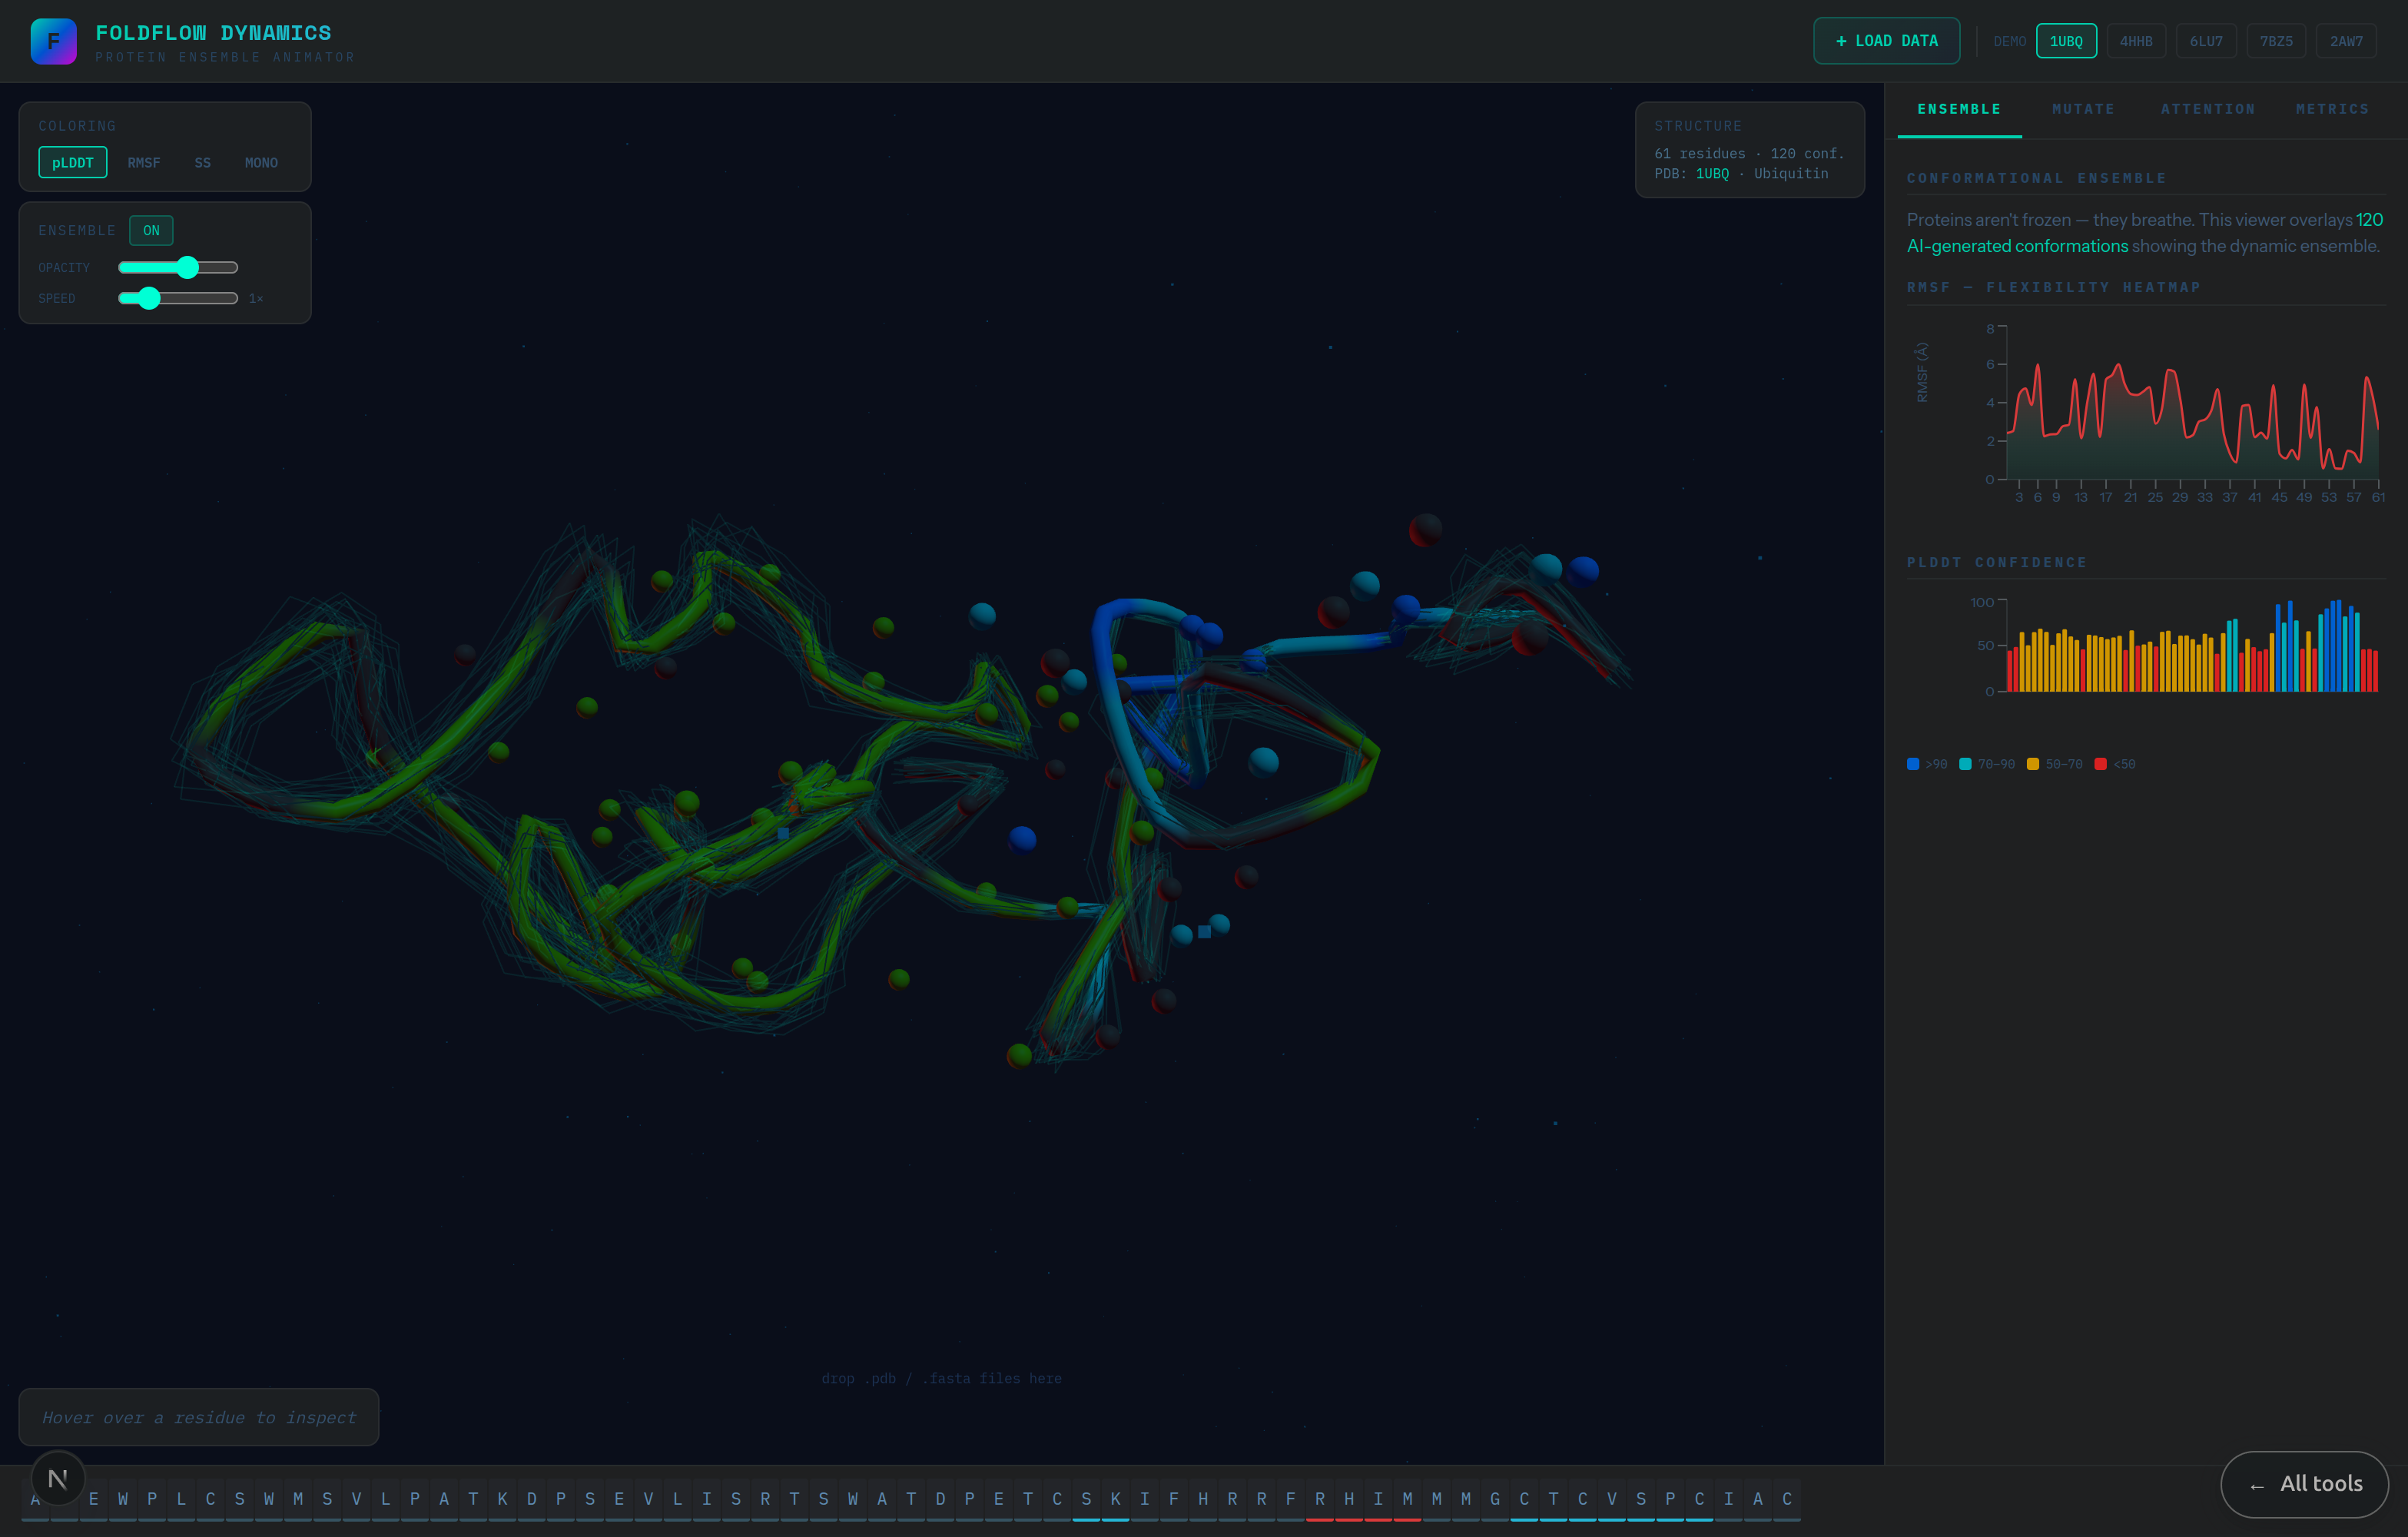 F
FOLDFLOW DYNAMICS
PROTEIN ENSEMBLE ANIMATOR
+ LOAD DATA
DEMO 1UBQ 4HHB 6LU7 7BZ5 2AW7
COLORING
pLDDT RMSF SS MONO
ENSEMBLE ON
OPACITY
SPEED 1×
STRUCTURE
61 residues · 120 conf.
PDB: 1UBQ · Ubiquitin
ENSEMBLE MUTATE ATTENTION METRICS
CONFORMATIONAL ENSEMBLE
Proteins aren't frozen — they breathe. This viewer overlays 120
AI-generated conformations showing the dynamic ensemble.
RMSF — FLEXIBILITY HEATMAP
RMSF (Å)
8
6
4
2
0
3 6 9 13 17 21 25 29 33 37 41 45 49 53 57 61
PLDDT CONFIDENCE
100
50
0
>90 70–90 50–70 <50
drop .pdb / .fasta files here
Hover over a residue to inspect
N
A E W P L C S W M S V L P A T K D P S E V L I S R T S W A T D P E T C S K I F H R R F R H I M M M G C T C V S P C I A C
← All tools